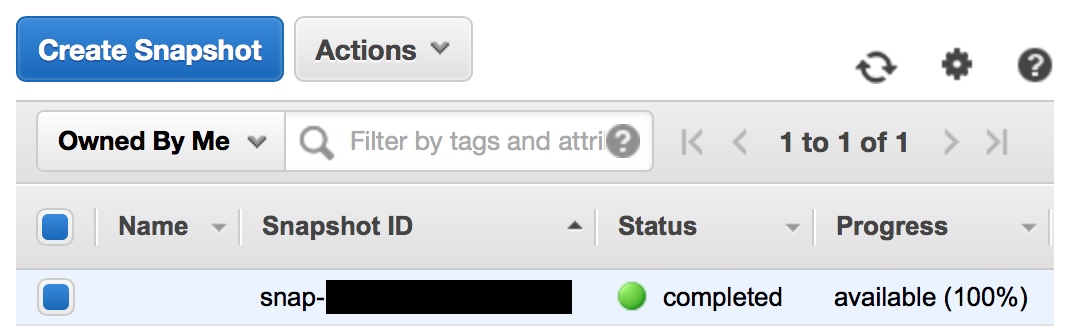 Create Snapshot Actions
Owned By Me Filter by tags and attri 1 to 1 of 1
Name Snapshot ID Status Progress
snap- completed available (100%)